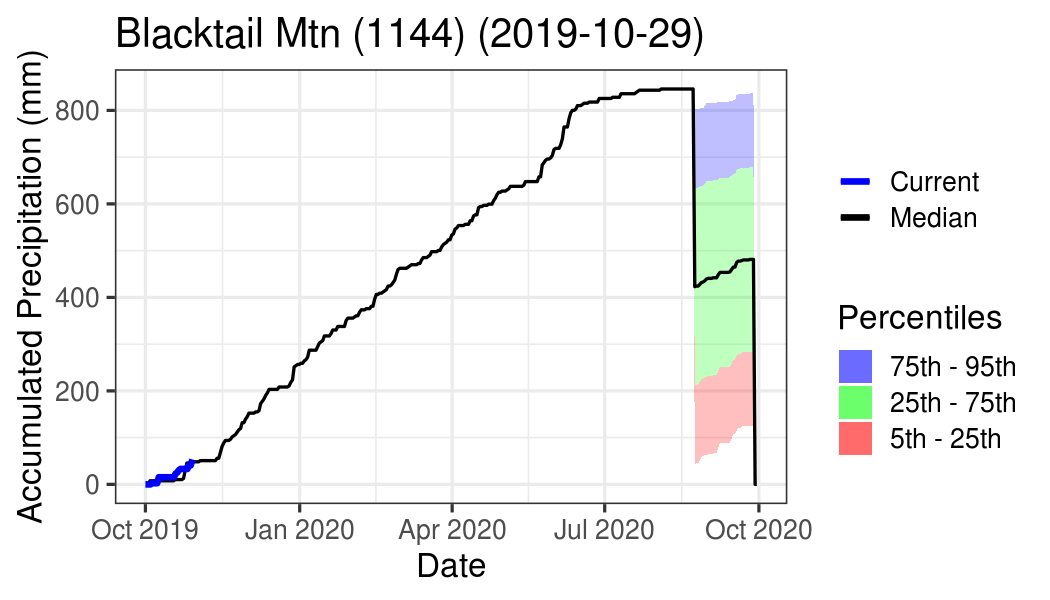 Blacktail Mtn (1144) (2019-10-29)
Accumulated Precipitation (mm)
800
600
400
200
0
Oct 2019
Jan 2020
Apr 2020
Jul 2020
Oct 2020
Date
Current
Median
Percentiles
75th - 95th
25th - 75th
5th - 25th